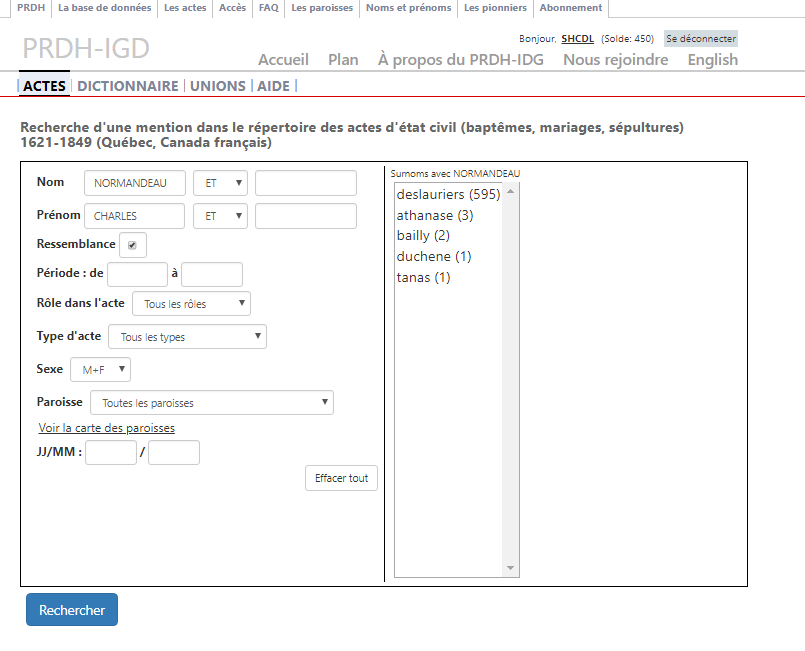 PRDH La base de données Les actes Accès FAQ Les paroisses Noms et prénoms Les pionniers Abonnement
Bonjour, SHCDL (Solde: 450) Se déconnecter
PRDH-IGD
Accueil Plan À propos du PRDH-IDG Nous rejoindre English
ACTES DICTIONNAIRE UNIONS AIDE
Recherche d'une mention dans le répertoire des actes d'état civil (baptêmes, mariages, sépultures)
1621-1849 (Québec, Canada français)
Nom NORMANDEAU ET
Prénom CHARLES ET
Ressemblance
Période : de à
Rôle dans l'acte Tous les rôles
Type d'acte Tous les types
Sexe M+F
Paroisse Toutes les paroisses
Voir la carte des paroisses
JJ/MM : /
Effacer tout
Surnoms avec NORMANDEAU
deslauriers (595)
athanase (3)
bailly (2)
duchene (1)
tanas (1)
Rechercher